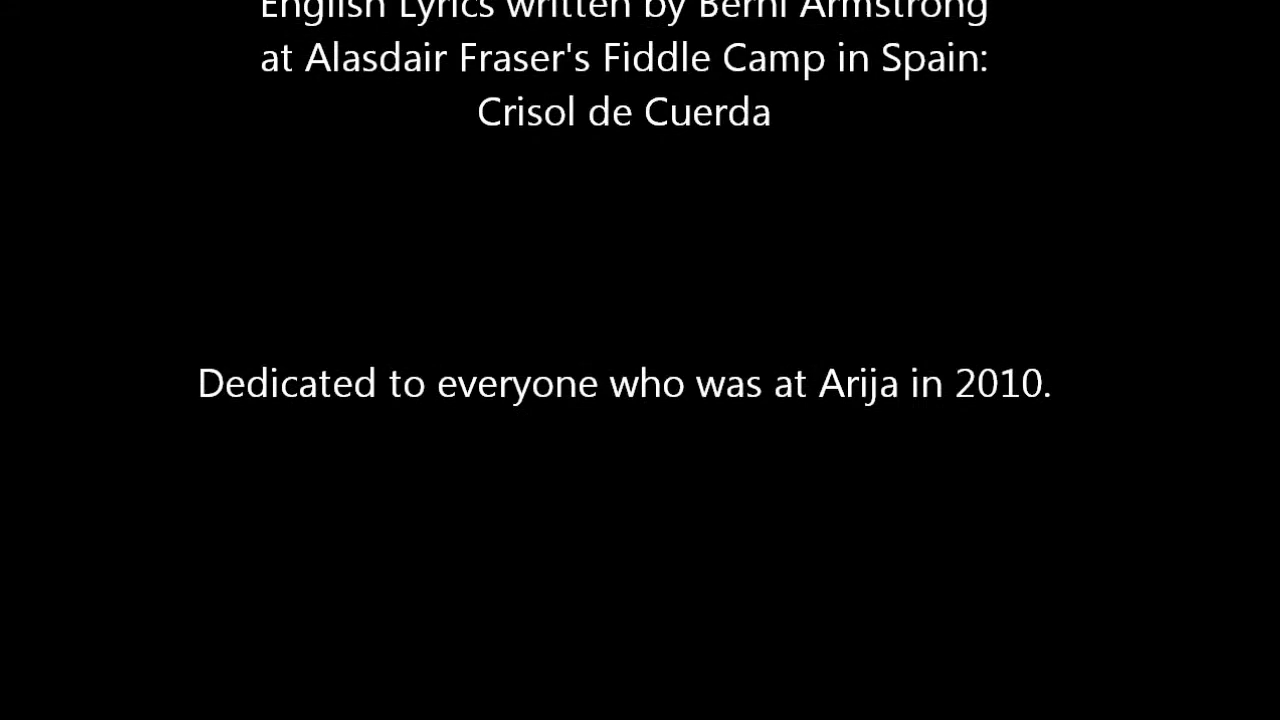 English Lyrics written by Berni Armstrong
at Alasdair Fraser's Fiddle Camp in Spain:
Crisol de Cuerda
Dedicated to everyone who was at Arija in 2010.